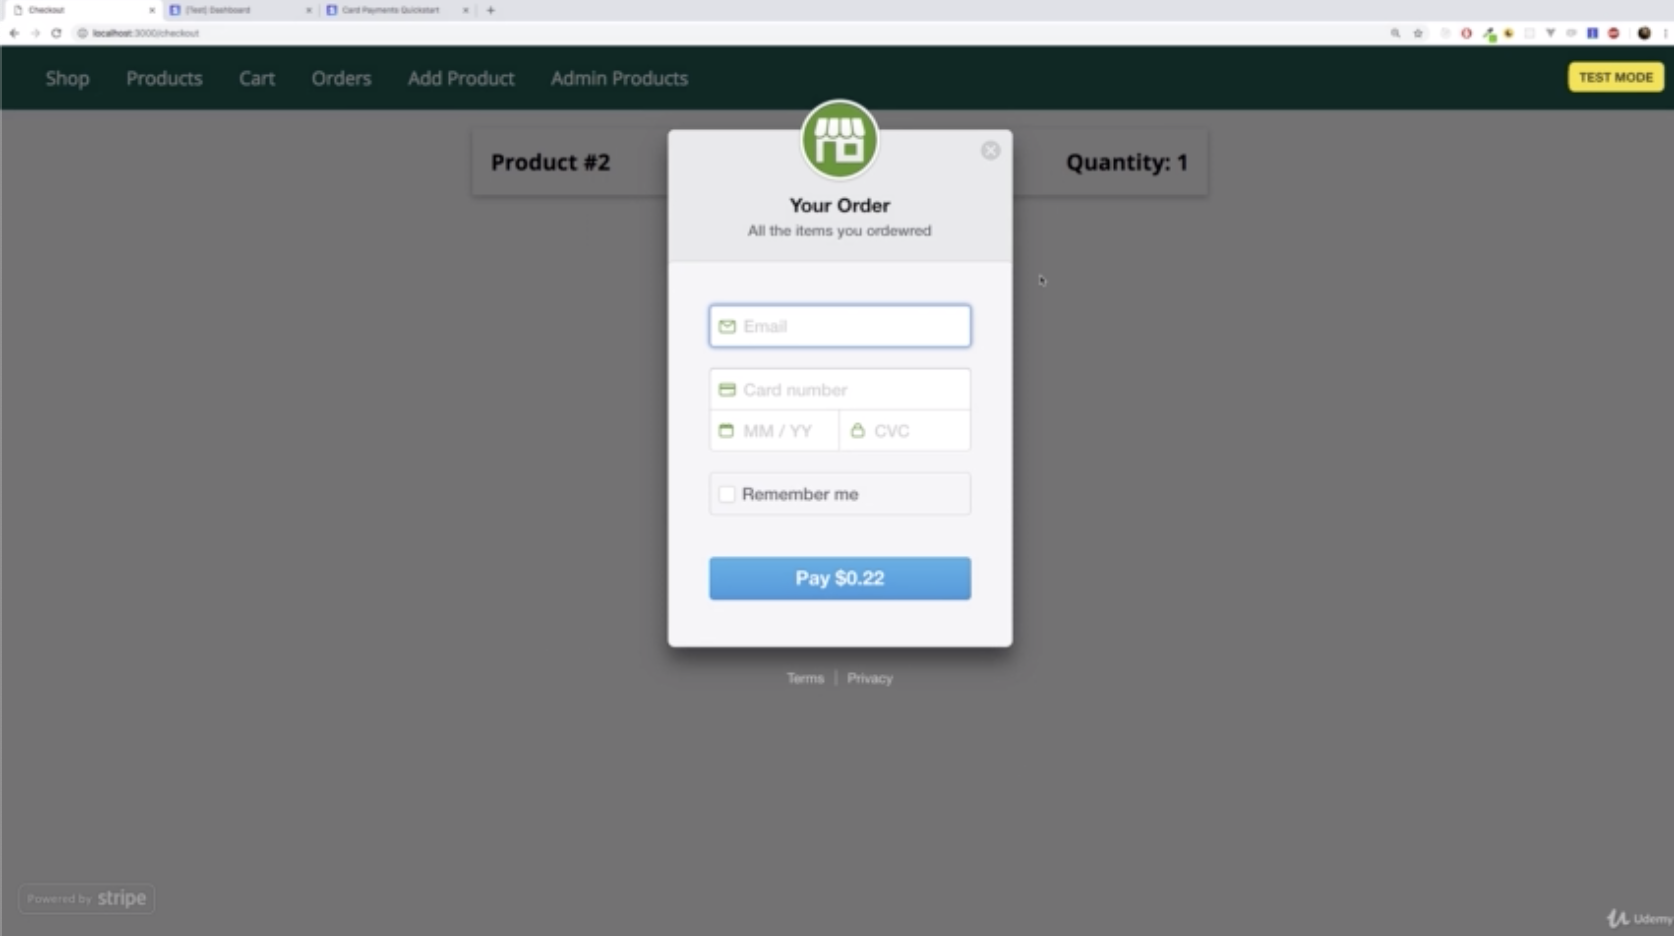 Checkout
[Test] Dashboard
Card Payments Quickstart
localhost:3000/checkout
Shop Products Cart Orders Add Product Admin Products
TEST MODE
Product #2
Quantity: 1
Your Order
All the items you ordewred
Email
Card number
MM / YY
CVC
Remember me
Pay $0.22
Terms | Privacy
Powered by stripe
Udemy